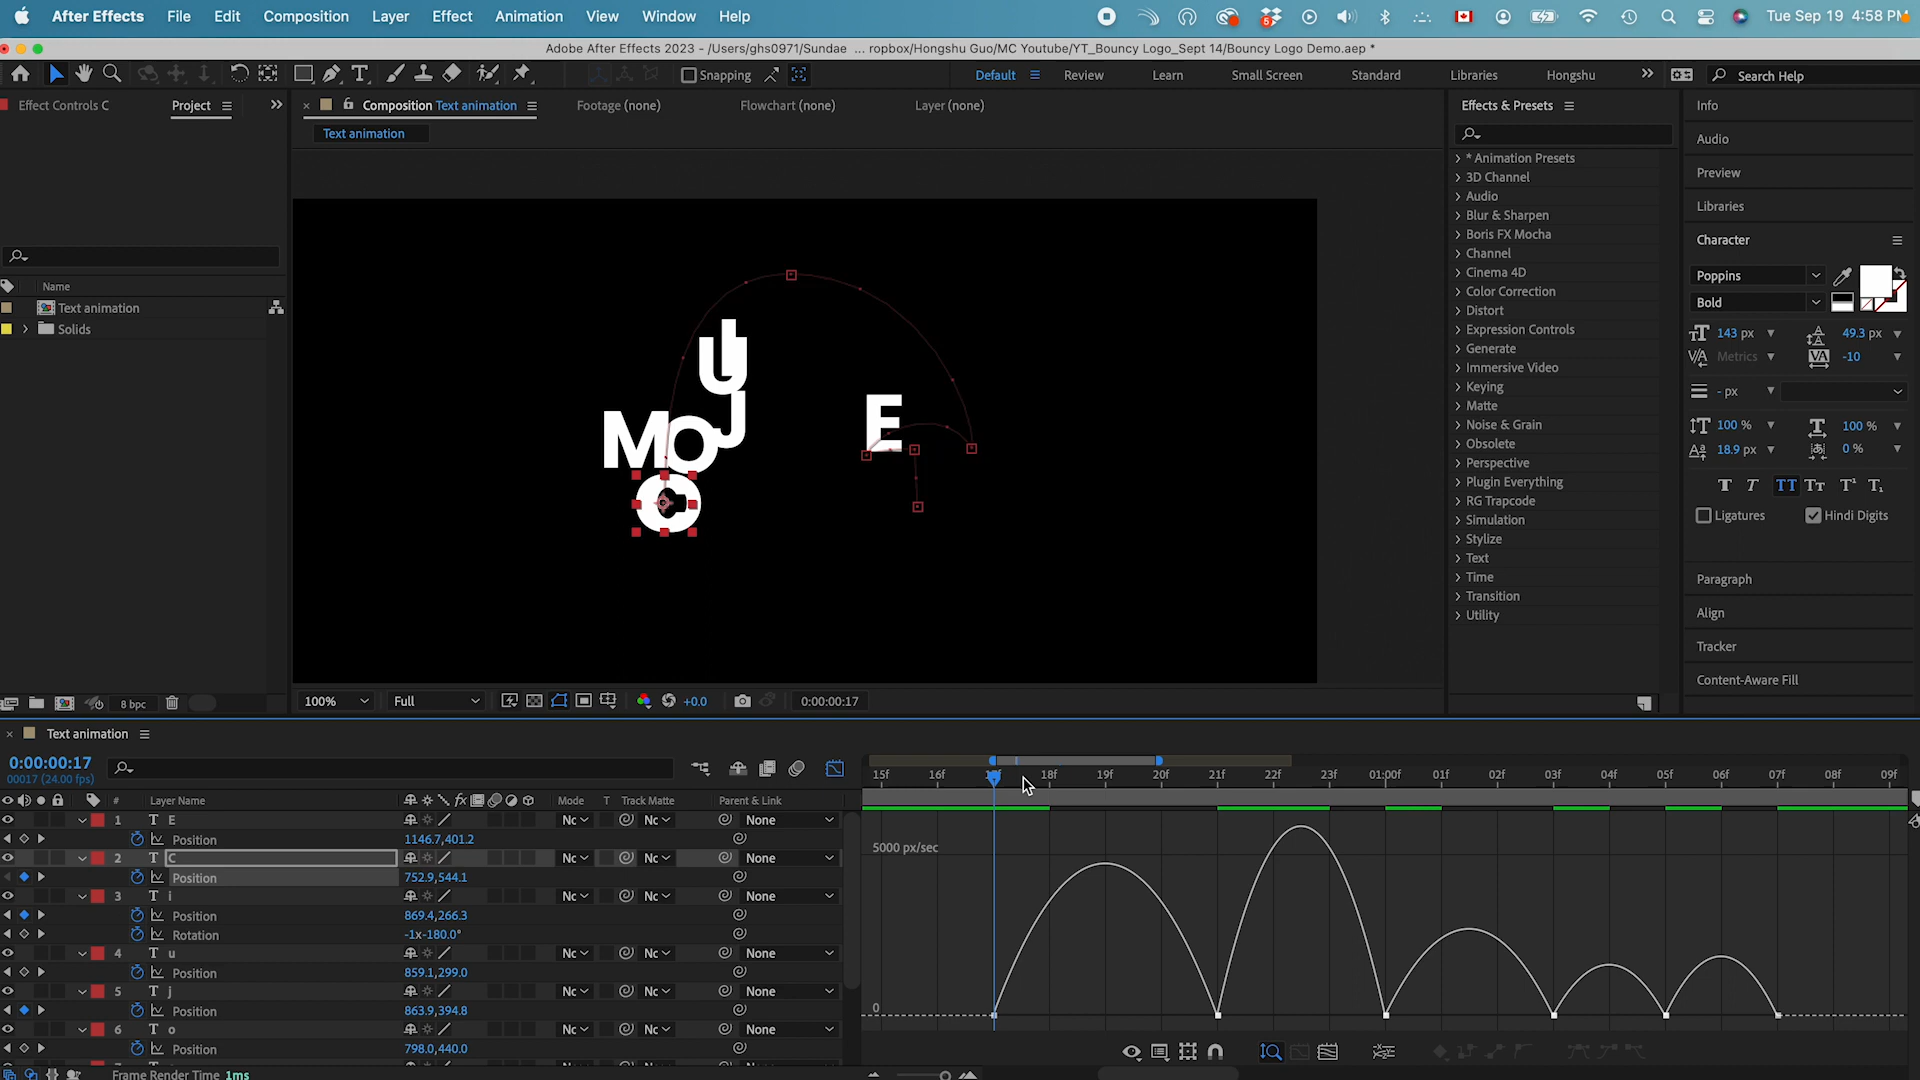 After Effects File Edit Composition Layer Effect Animation View Window Help Tue Sep 19 4:58 PM
Adobe After Effects 2023 - /Users/ghs0971/Sundae ... ropbox/Hongshu Guo/MC Youtube/YT_Bouncy Logo_Sept 14/Bouncy Logo Demo.aep *
Snapping Default Review Learn Small Screen Standard Libraries Hongshu Search Help
Effect Controls C Project Composition Text animation Footage (none) Flowchart (none) Layer (none) Effects & Presets Info
Text animation
Audio
Preview
Libraries
* Animation Presets
3D Channel
Audio
Blur & Sharpen
Boris FX Mocha
Channel
Cinema 4D
Color Correction
Distort
Expression Controls
Generate
Immersive Video
Keying
Matte
Noise & Grain
Obsolete
Perspective
Plugin Everything
RG Trapcode
Simulation
Stylize
Text
Time
Transition
Utility
Character
Poppins
Bold
143 px 49.3 px
Metrics -10
- px
100 % 100 %
18.9 px 0 %
Ligatures Hindi Digits
Paragraph
Align
Tracker
Content-Aware Fill
Name
Text animation
Solids
U
J
MO E
C
8 bpc 100% Full +0.0 0:00:00:17
Text animation
0:00:00:17
00017 (24.00 fps)
15f 16f 18f 19f 20f 21f 22f 23f 01:00f 01f 02f 03f 04f 05f 06f 07f 08f 09f
# Layer Name Mode T Track Matte Parent & Link
1 T E None
Position 1146.7,401.2
2 T C None
Position 752.9,544.1
3 T i None
Position 869.4,266.3
Rotation -1x-180.0°
4 T u None
Position 859.1,299.0
5 T j None
Position 863.9,394.8
6 T o None
Position 798.0,440.0
Frame Render Time 1ms
5000 px/sec
0